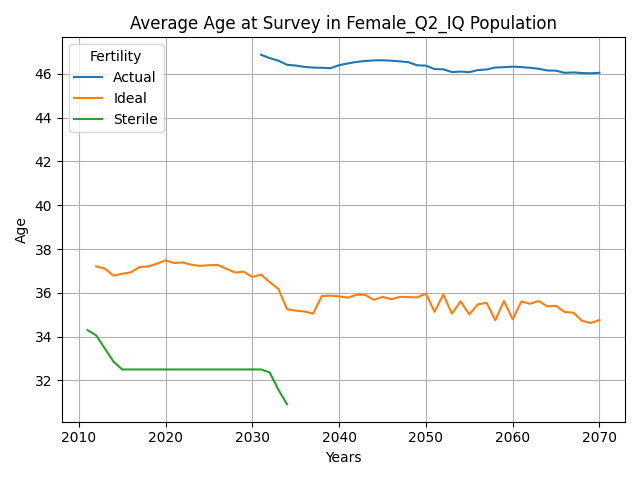 Average Age at Survey in Female_Q2_IQ Population
Fertility
Actual
Ideal
Sterile
Age
46
44
42
40
38
36
34
32
2010 2020 2030 2040 2050 2060 2070
Years